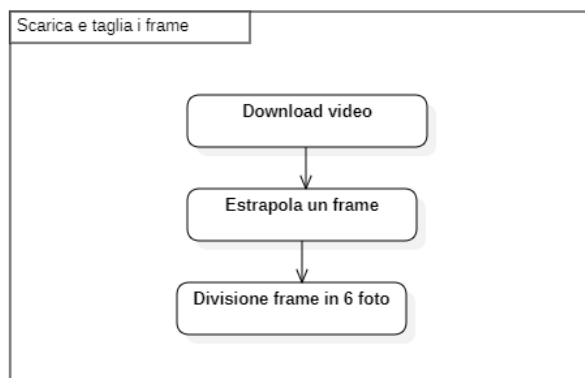 Scarica e taglia i frame
Download video
Estrapola un frame
Divisione frame in 6 foto